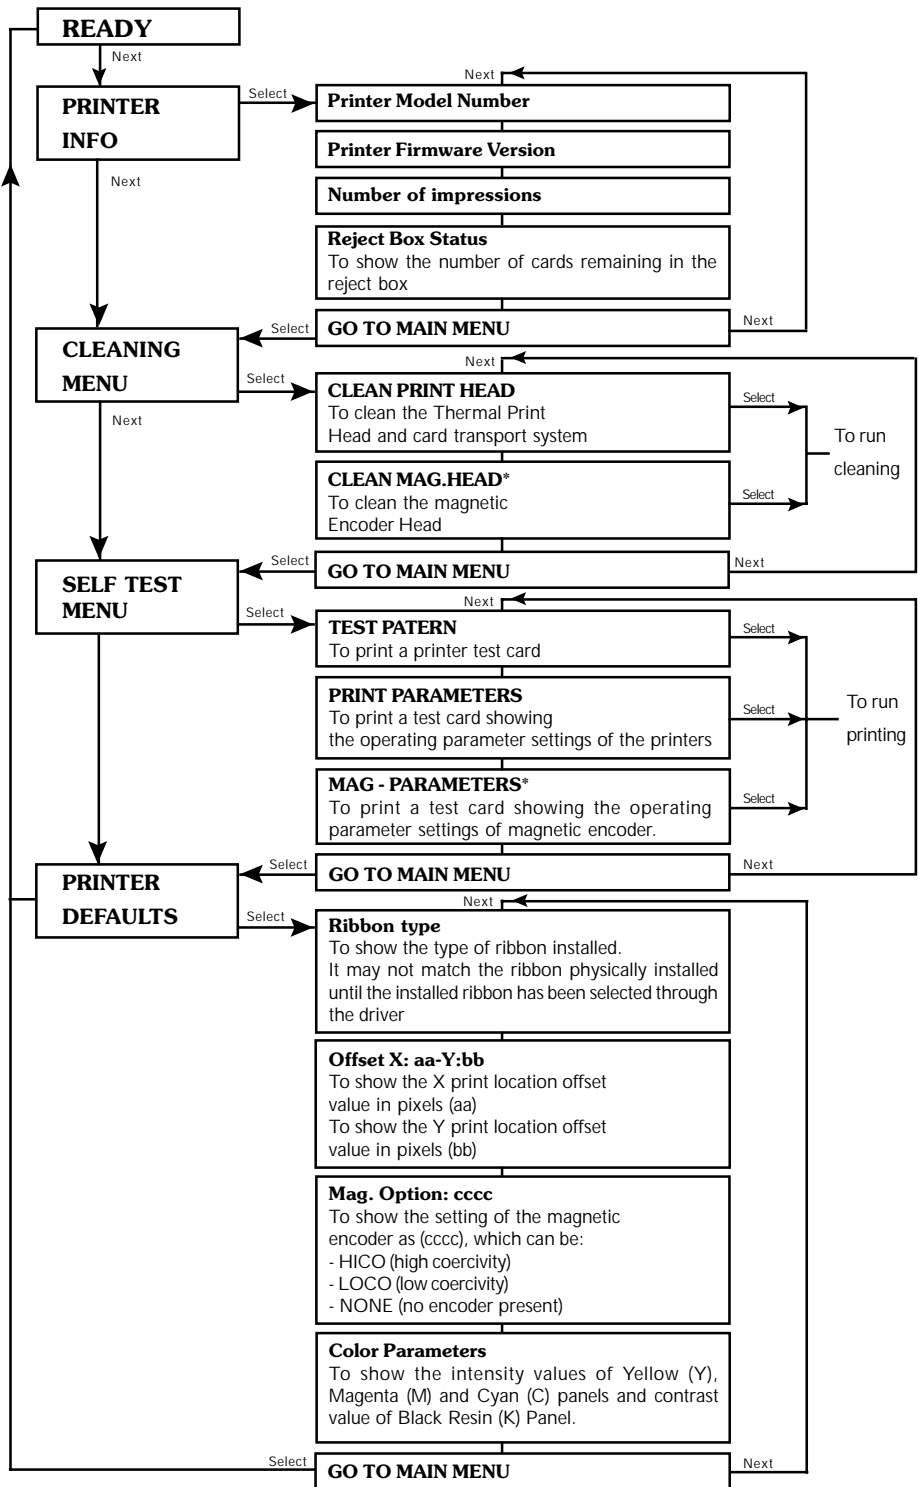 READY
Next
PRINTER
INFO
Select
Next
Printer Model Number
Printer Firmware Version
Number of impressions
Reject Box Status
To show the number of cards remaining in the
reject box
GO TO MAIN MENU
Next
Next
Select
CLEANING
MENU
Select
Next
CLEAN PRINT HEAD
To clean the Thermal Print
Head and card transport system
Select
CLEAN MAG.HEAD*
To clean the magnetic
Encoder Head
Select
To run
cleaning
GO TO MAIN MENU
Next
Next
Select
SELF TEST
MENU
Select
Next
TEST PATERN
To print a printer test card
Select
PRINT PARAMETERS
To print a test card showing
the operating parameter settings of the printers
Select
MAG - PARAMETERS*
To print a test card showing the operating
parameter settings of magnetic encoder.
Select
To run
printing
GO TO MAIN MENU
Next
Select
PRINTER
DEFAULTS
Select
Next
Ribbon type
To show the type of ribbon installed.
It may not match the ribbon physically installed
until the installed ribbon has been selected through
the driver
Offset X: aa-Y:bb
To show the X print location offset
value in pixels (aa)
To show the Y print location offset
value in pixels (bb)
Mag. Option: cccc
To show the setting of the magnetic
encoder as (cccc), which can be:
- HICO (high coercivity)
- LOCO (low coercivity)
- NONE (no encoder present)
Color Parameters
To show the intensity values of Yellow (Y),
Magenta (M) and Cyan (C) panels and contrast
value of Black Resin (K) Panel.
Select
GO TO MAIN MENU
Next